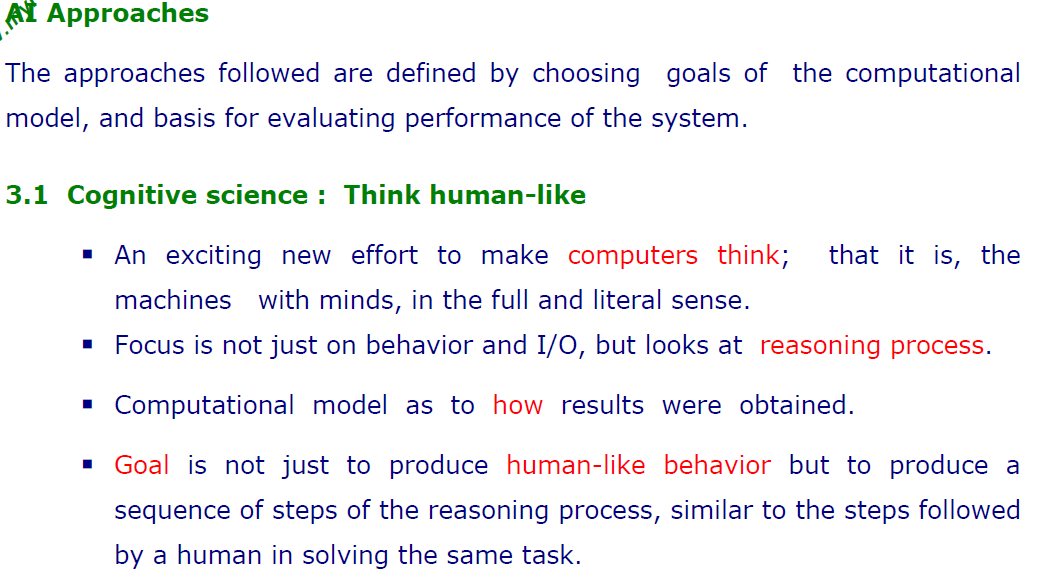 AI Approaches
The approaches followed are defined by choosing goals of the computational
model, and basis for evaluating performance of the system.
3.1 Cognitive science : Think human-like
▪ An exciting new effort to make computers think; that it is, the
machines with minds, in the full and literal sense.
▪ Focus is not just on behavior and I/O, but looks at reasoning process.
▪ Computational model as to how results were obtained.
▪ Goal is not just to produce human-like behavior but to produce a
sequence of steps of the reasoning process, similar to the steps followed
by a human in solving the same task.